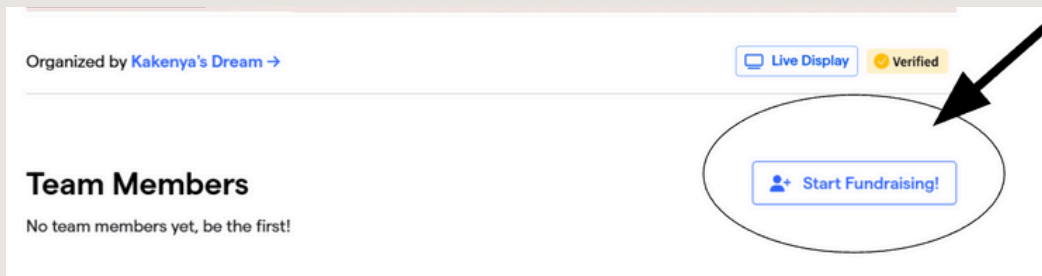 Organized by Kakenya's Dream →
Live Display
Verified
Team Members
Start Fundraising!
No team members yet, be the first!